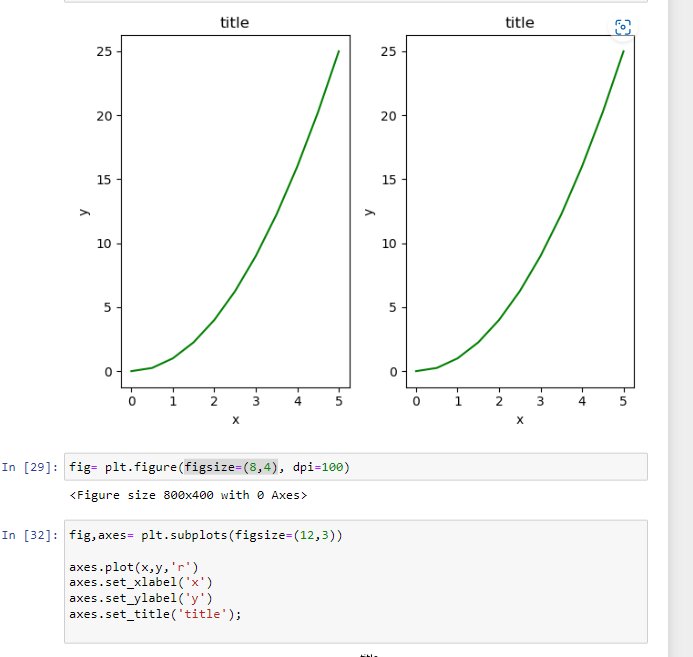 title title
25 25
20 20
15 15
y y
10 10
5 5
0 0
0 1 2 3 4 5 0 1 2 3 4 5
x x
In [29]: fig= plt.figure(figsize=(8,4), dpi=100)
<Figure size 800x400 with 0 Axes>
In [32]: fig,axes= plt.subplots(figsize=(12,3))
axes.plot(x,y,'r')
axes.set_xlabel('x')
axes.set_ylabel('y')
axes.set_title('title');